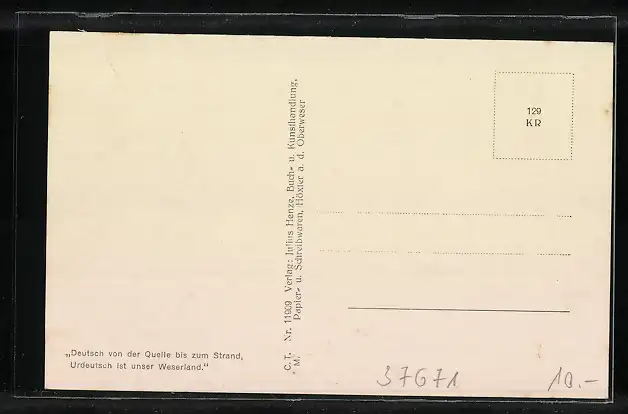 129
KR
C. T. Nr. 11909 Verlag: Julius Henze, Buch- u. Kunsthandlung,
M. Papier- u. Schreibwaren, Höxter a. d. Oberweser
„Deutsch von der Quelle bis zum Strand,
Urdeutsch ist unser Weserland."
37671
10.-